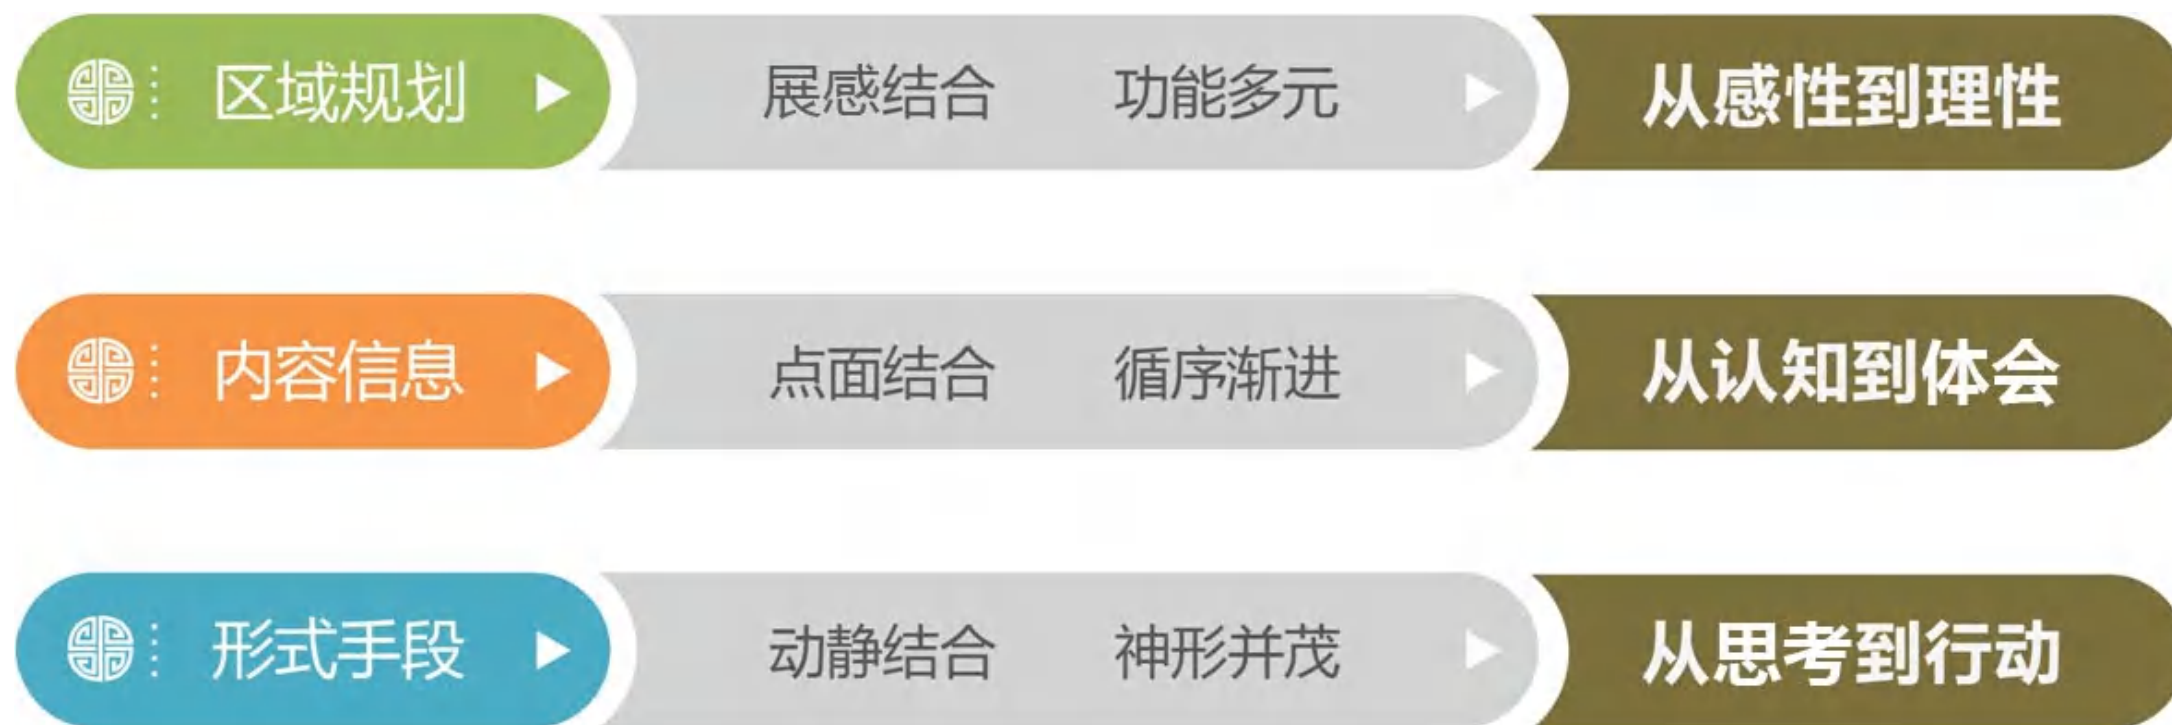 区域规划 展感结合 功能多元 从感性到理性
内容信息 点面结合 循序渐进 从认知到体会
形式手段 动静结合 神形并茂 从思考到行动